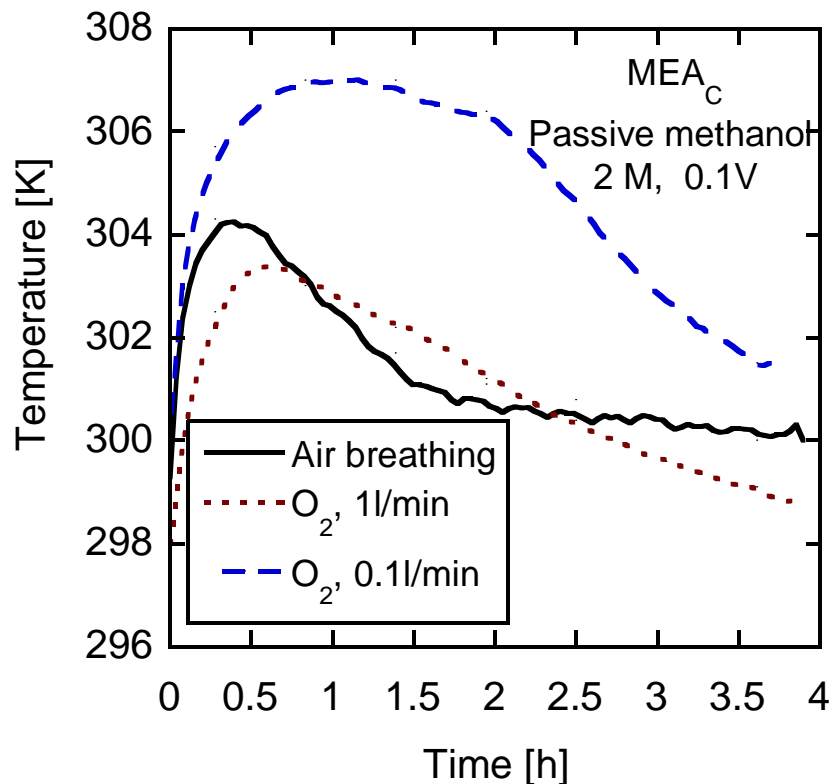 308
306
304
302
300
298
296
Temperature [K]
MEA_C
Passive methanol
2 M, 0.1V
Air breathing
O_2, 1l/min
O_2, 0.1l/min
0 0.5 1 1.5 2 2.5 3 3.5 4
Time [h]